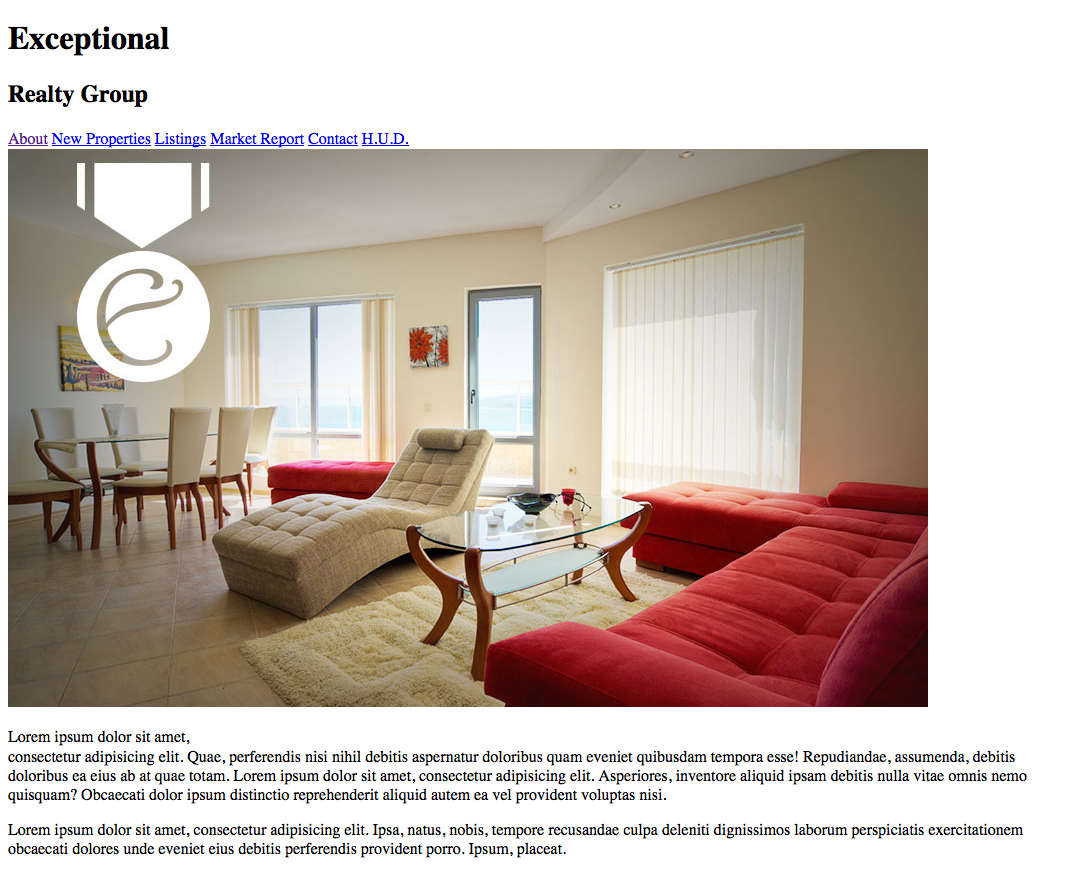 Exceptional
Realty Group
About New Properties Listings Market Report Contact H.U.D.
e
Lorem ipsum dolor sit amet,
consectetur adipisicing elit. Quae, perferendis nisi nihil debitis aspernatur doloribus quam eveniet quibusdam tempora esse! Repudiandae, assumenda, debitis
doloribus ea eius ab at quae totam. Lorem ipsum dolor sit amet, consectetur adipisicing elit. Asperiores, inventore aliquid ipsam debitis nulla vitae omnis nemo
quisquam? Obcaecati dolor ipsum distinctio reprehenderit aliquid autem ea vel provident voluptas nisi.
Lorem ipsum dolor sit amet, consectetur adipisicing elit. Ipsa, natus, nobis, tempore recusandae culpa deleniti dignissimos laborum perspiciatis exercitationem
obcaecati dolores unde eveniet eius debitis perferendis provident porro. Ipsum, placeat.